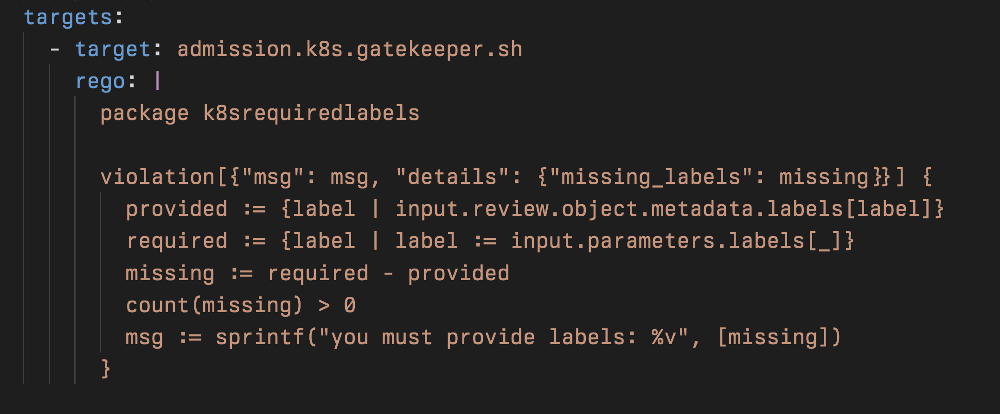 targets:
  - target: admission.k8s.gatekeeper.sh
    rego: |
      package k8srequiredlabels

      violation[{"msg": msg, "details": {"missing_labels": missing}}] {
        provided := {label | input.review.object.metadata.labels[label]}
        required := {label | label := input.parameters.labels[_]}
        missing := required - provided
        count(missing) > 0
        msg := sprintf("you must provide labels: %v", [missing])
      }